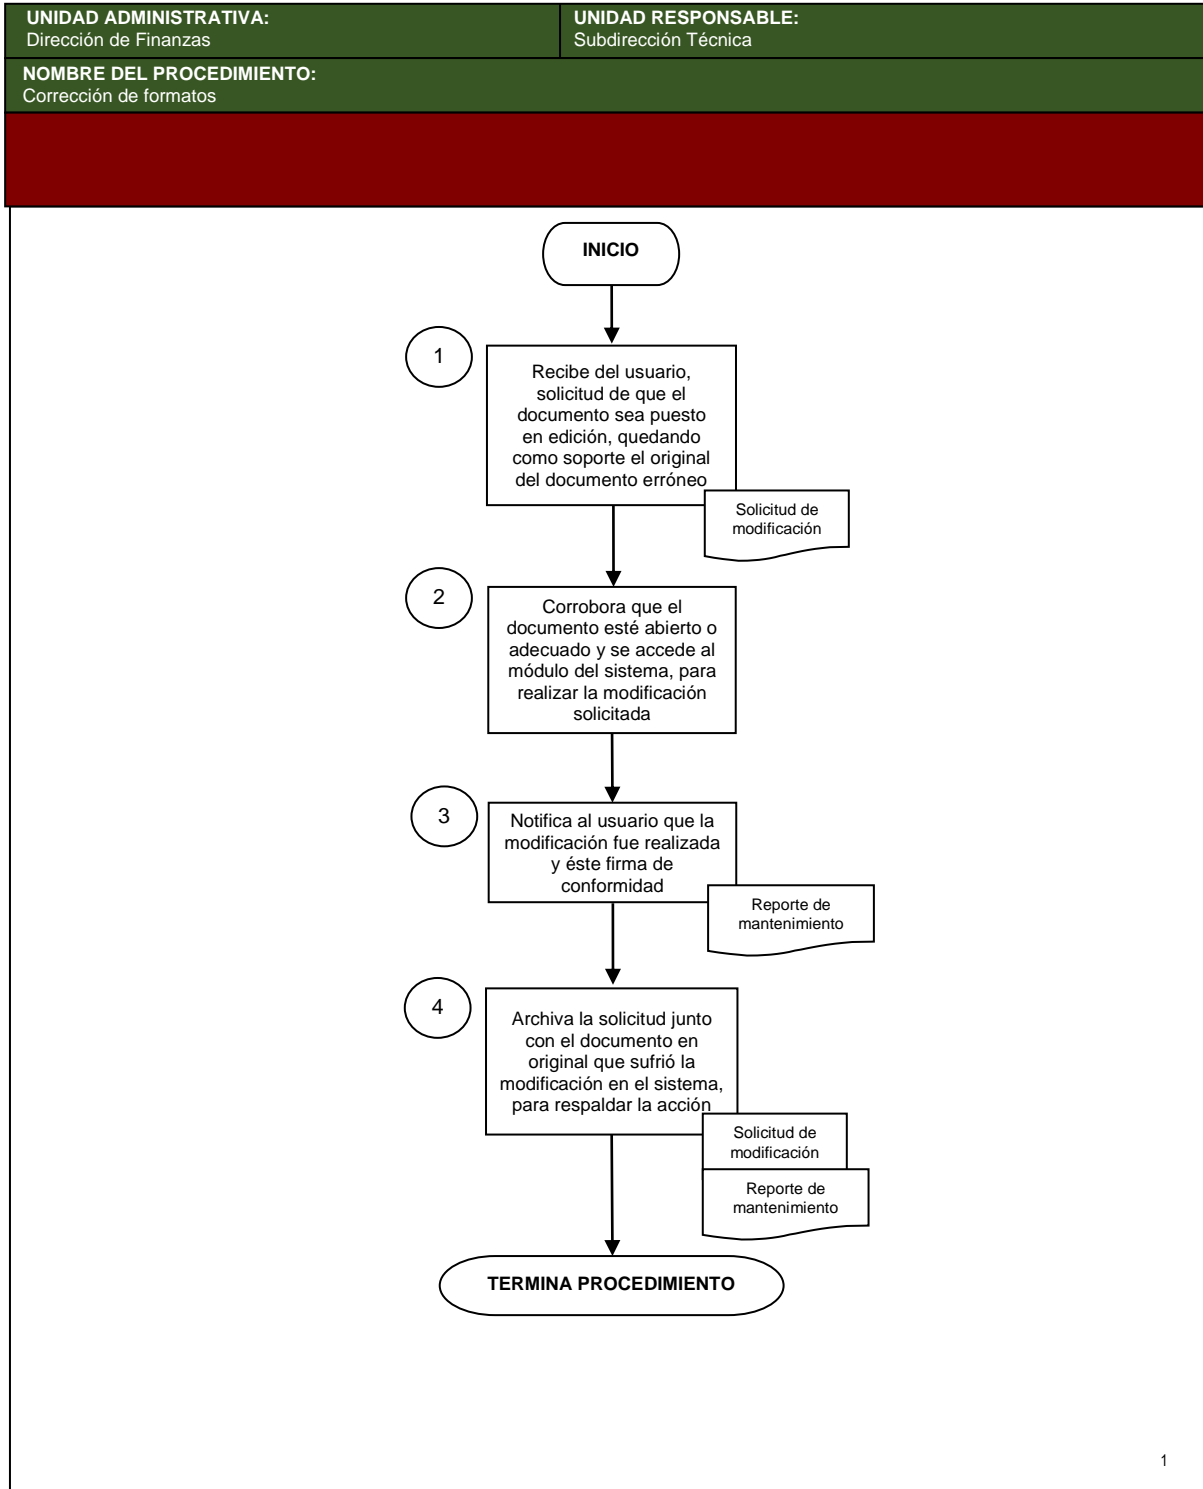 UNIDAD ADMINISTRATIVA:
Dirección de Finanzas
UNIDAD RESPONSABLE:
Subdirección Técnica
NOMBRE DEL PROCEDIMIENTO:
Corrección de formatos
INICIO
1
Recibe del usuario,
solicitud de que el
documento sea puesto
en edición, quedando
como soporte el original
del documento erróneo
Solicitud de
modificación
2
Corrobora que el
documento esté abierto o
adecuado y se accede al
módulo del sistema, para
realizar la modificación
solicitada
3
Notifica al usuario que la
modificación fue realizada
y éste firma de
conformidad
Reporte de
mantenimiento
4
Archiva la solicitud junto
con el documento en
original que sufrió la
modificación en el sistema,
para respaldar la acción
Solicitud de
modificación
Reporte de
mantenimiento
TERMINA PROCEDIMIENTO
1